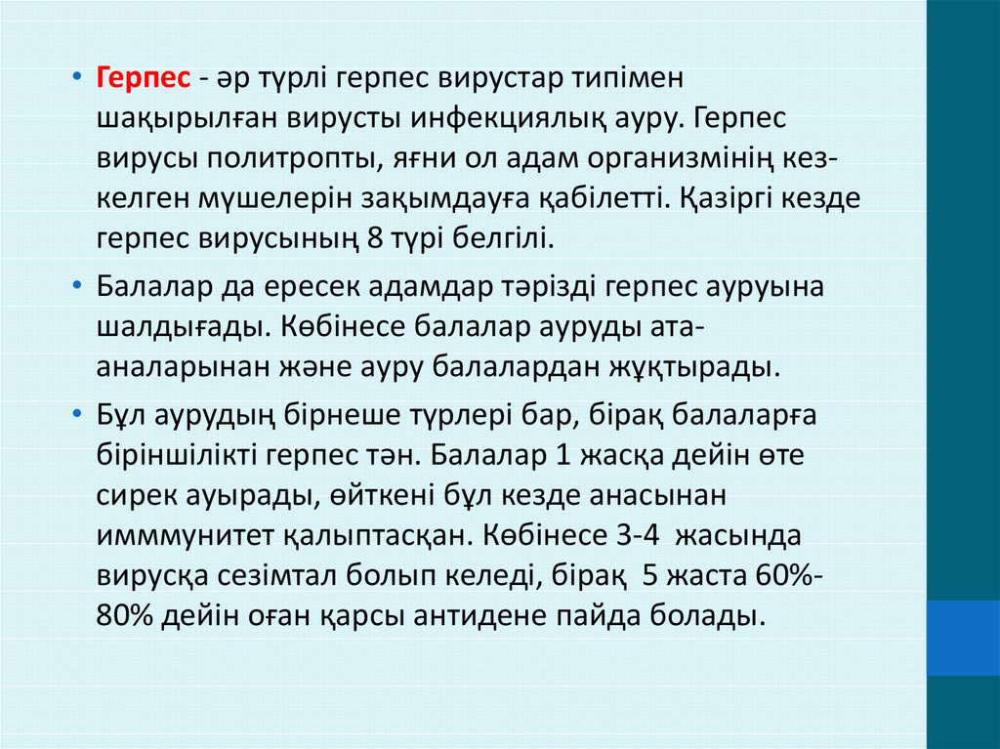 • Герпес - әр түрлі герпес вирустар типімен
шақырылған вирусты инфекциялық ауру. Герпес
вирусы политропты, яғни ол адам организмінің кез-
келген мүшелерін зақымдауға қабілетті. Қазіргі кезде
герпес вирусының 8 түрі белгілі.
• Балалар да ересек адамдар тәрізді герпес ауруына
шалдығады. Көбінесе балалар ауруды ата-
аналарынан және ауру балалардан жұқтырады.
• Бұл аурудың бірнеше түрлері бар, бірақ балаларға
біріншілікті герпес тән. Балалар 1 жасқа дейін өте
сирек ауырады, өйткені бұл кезде анасынан
имммунитет қалыптасқан. Көбінесе 3-4  жасында
вирусқа сезімтал болып келеді, бірақ  5 жаста 60%-
80% дейін оған қарсы антидене пайда болады.